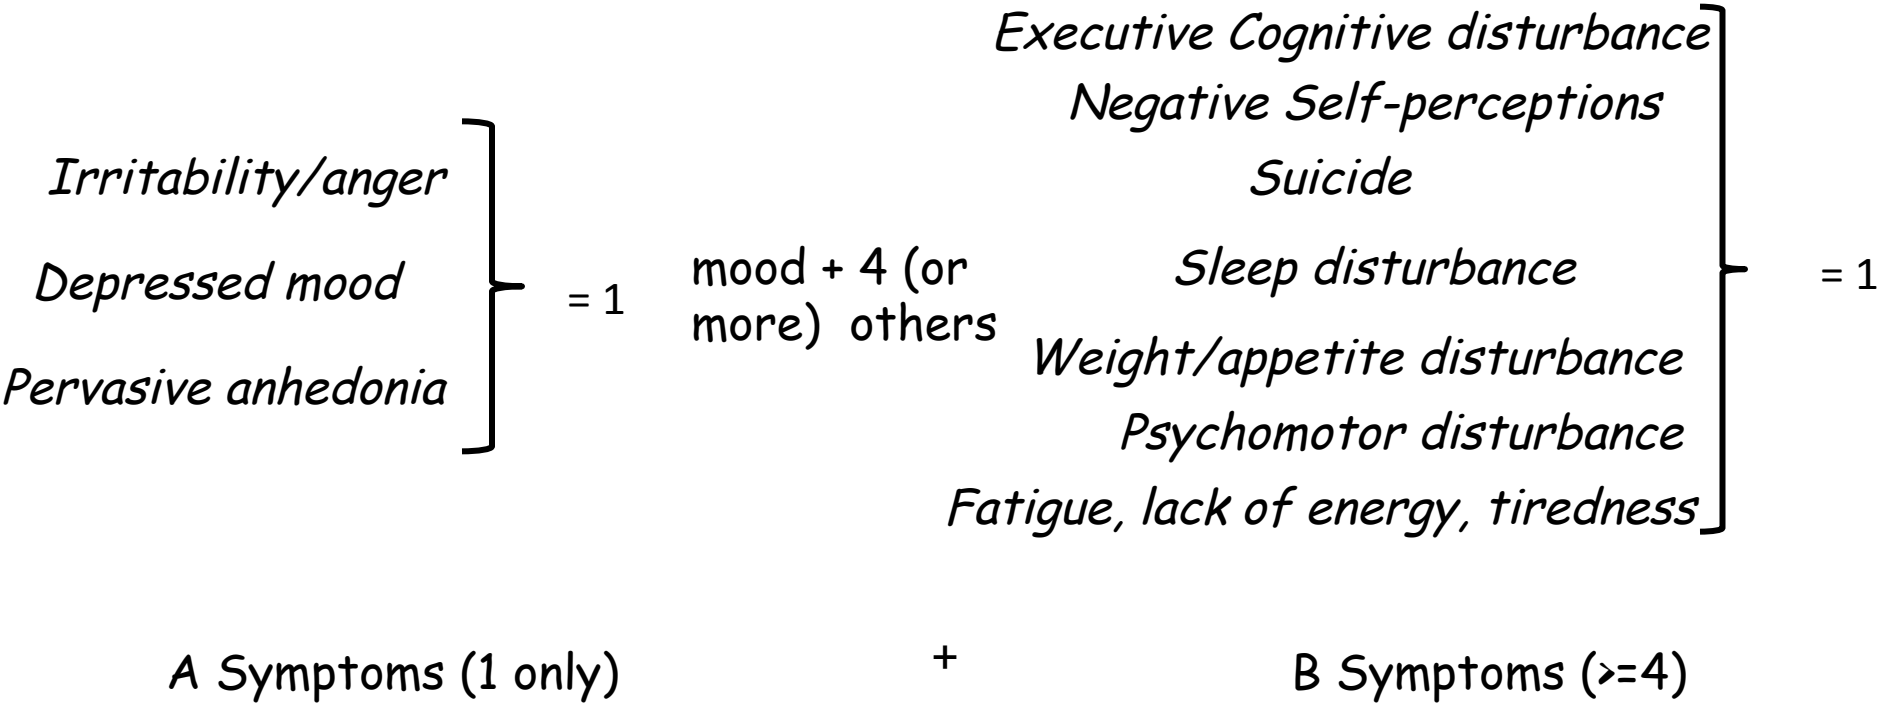 Irritability/anger
Depressed mood
Pervasive anhedonia
= 1
mood + 4 (or
more) others
Executive Cognitive disturbance
Negative Self-perceptions
Suicide
Sleep disturbance
Weight/appetite disturbance
Psychomotor disturbance
Fatigue, lack of energy, tiredness
= 1
A Symptoms (1 only)
+
B Symptoms (>=4)